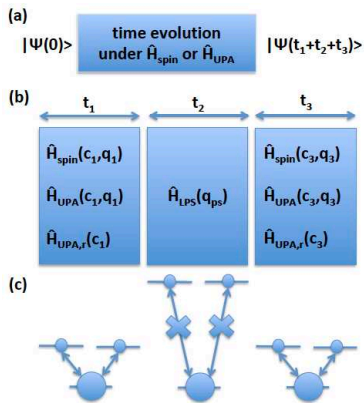 (a)
time evolution
|Ψ(0)> under Ĥspin or ĤUPA |Ψ(t1+t2+t3)>
(b)
t1 t2 t3
Ĥspin(c1,q1) Ĥspin(c3,q3)
ĤUPA(c1,q1) ĤLPS(qps) ĤUPA(c3,q3)
ĤUPA,r(c1) ĤUPA,r(c3)
(c)